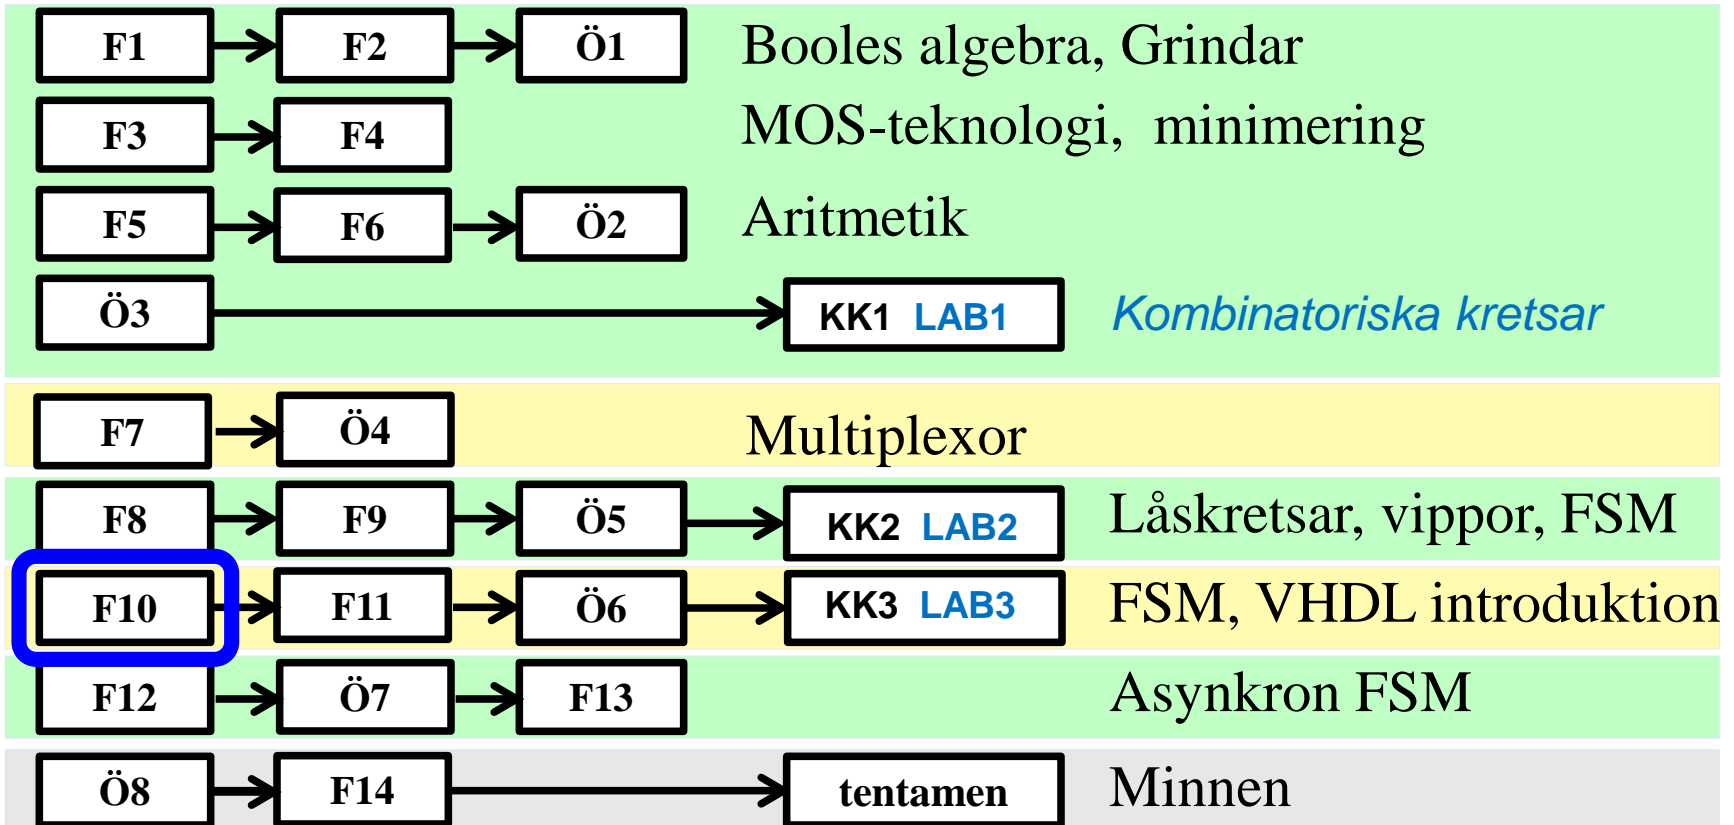 F1 F2 Ö1 Booles algebra, Grindar
F3 F4 MOS-teknologi, minimering
F5 F6 Ö2 Aritmetik
Ö3 KK1 LAB1 Kombinatoriska kretsar
F7 Ö4 Multiplexor
F8 F9 Ö5 KK2 LAB2 Låskretsar, vippor, FSM
F10 F11 Ö6 KK3 LAB3 FSM, VHDL introduktion
F12 Ö7 F13 Asynkron FSM
Ö8 F14 tentamen Minnen